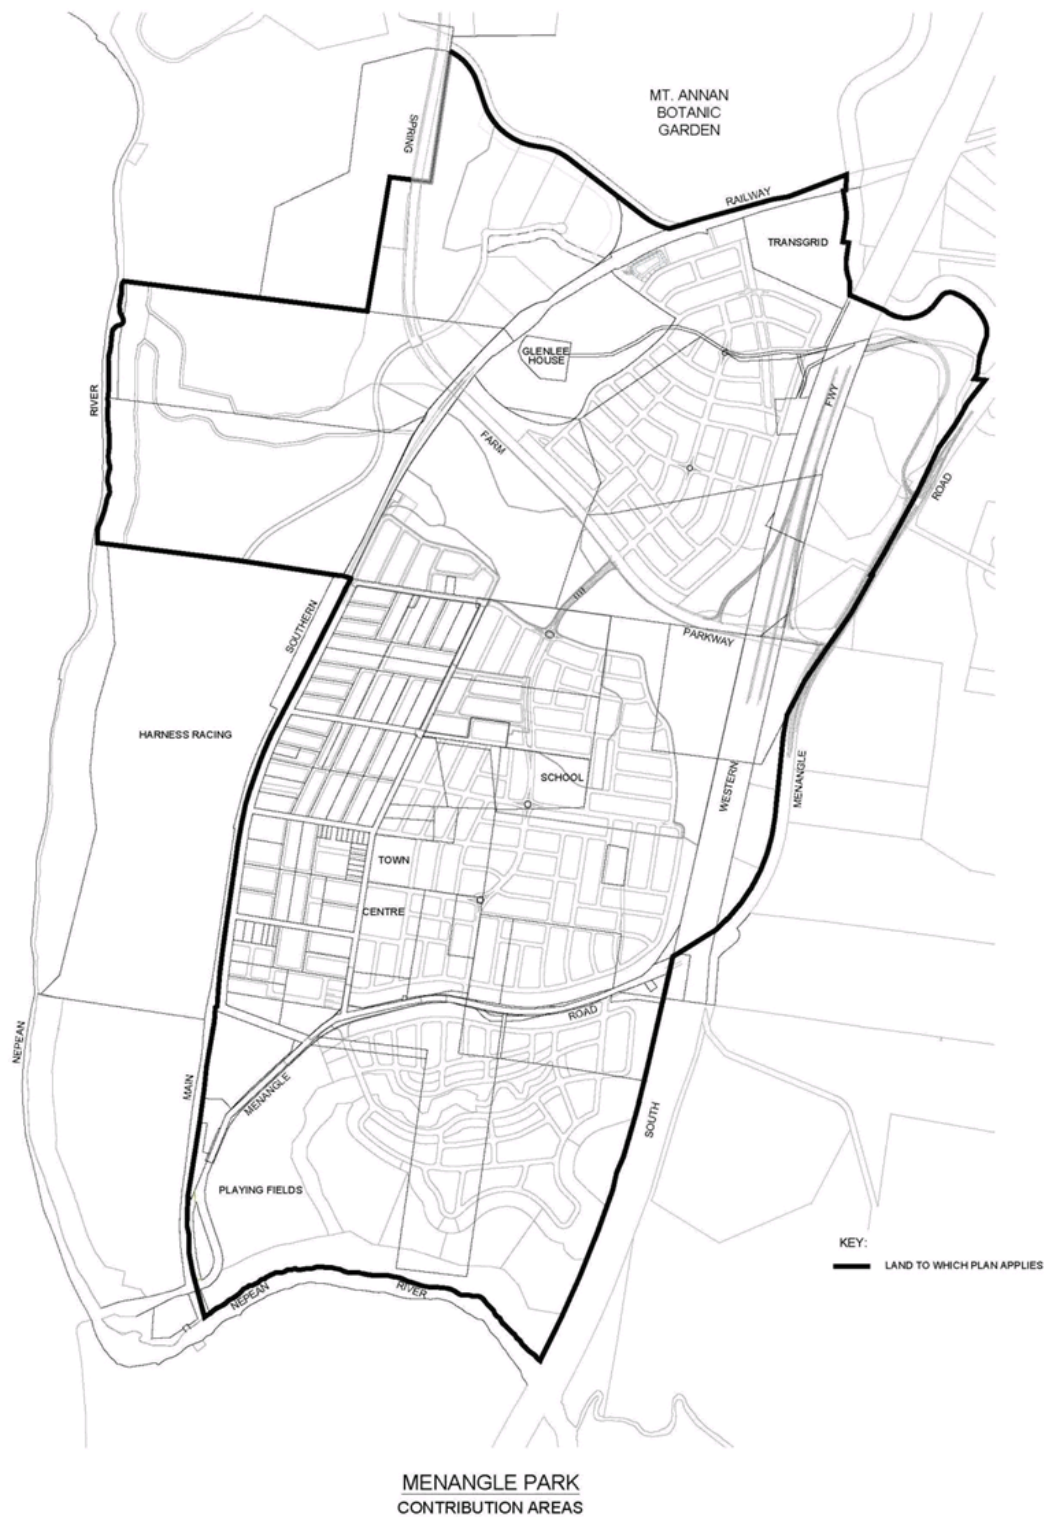 MT. ANNAN
BOTANIC
GARDEN
SPRING
RAILWAY
TRANSGRID
GLENLEE
HOUSE
RIVER
FWY
FARM
ROAD
SOUTHERN
PARKWAY
HARNESS RACING
SCHOOL
WESTERN
MENANGLE
TOWN
CENTRE
ROAD
NEPEAN
MAIN
MENANGLE
SOUTH
PLAYING FIELDS
KEY:
LAND TO WHICH PLAN APPLIES
NEPEAN
RIVER
MENANGLE PARK
CONTRIBUTION AREAS